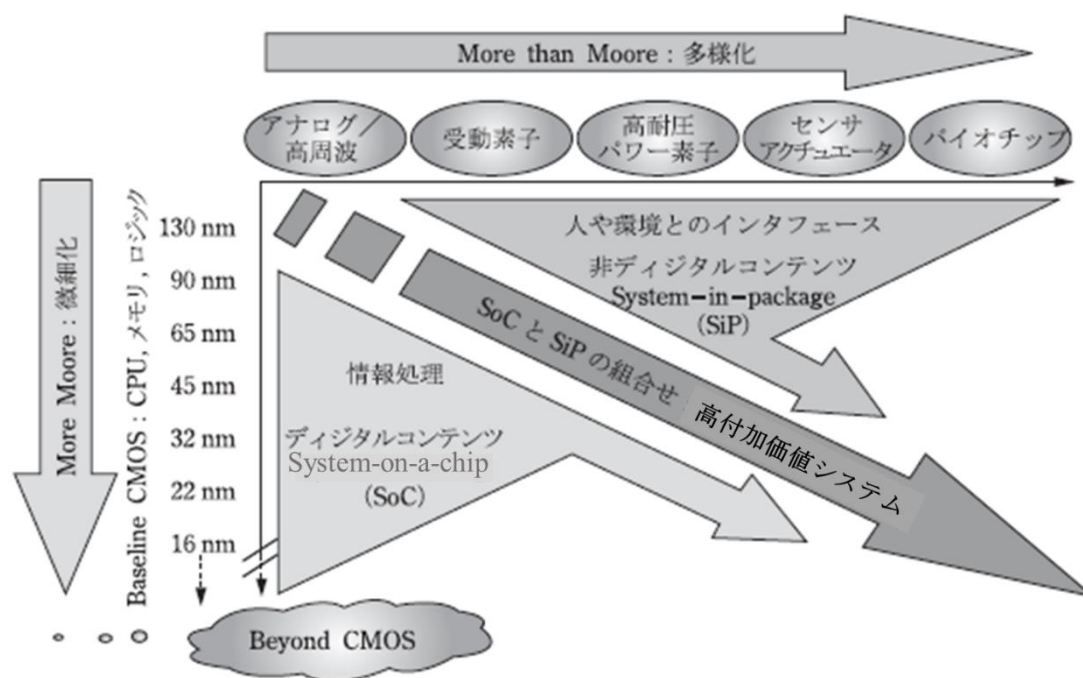 More than Moore：多様化
アナログ／
高周波
受動素子
高耐圧
パワー素子
センサ
アクチュエータ
バイオチップ
More Moore：微細化
Baseline CMOS：CPU, メモリ, ロジック
130 nm
90 nm
65 nm
45 nm
32 nm
22 nm
16 nm
人や環境とのインタフェース
非ディジタルコンテンツ
System-in-package
(SiP)
SoC と SiP の組合せ 高付加価値システム
情報処理
ディジタルコンテンツ
System-on-a-chip
(SoC)
Beyond CMOS